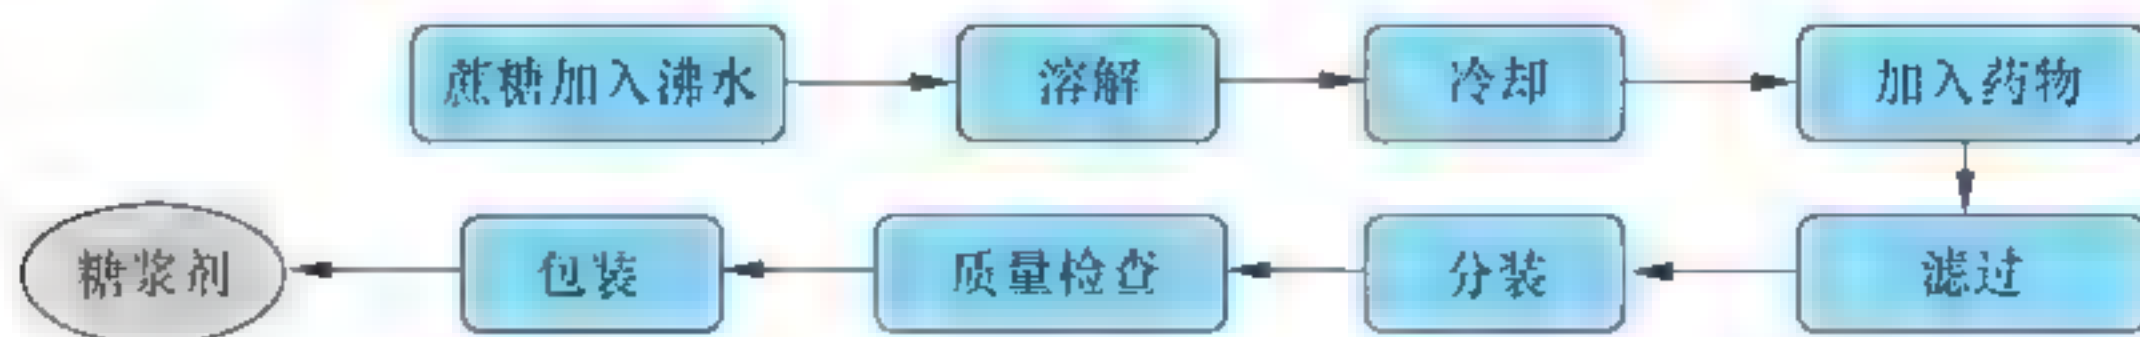 蔗糖加入沸水 溶解 冷却 加入药物
糖浆剂 包装 质量检查 分装 滤过